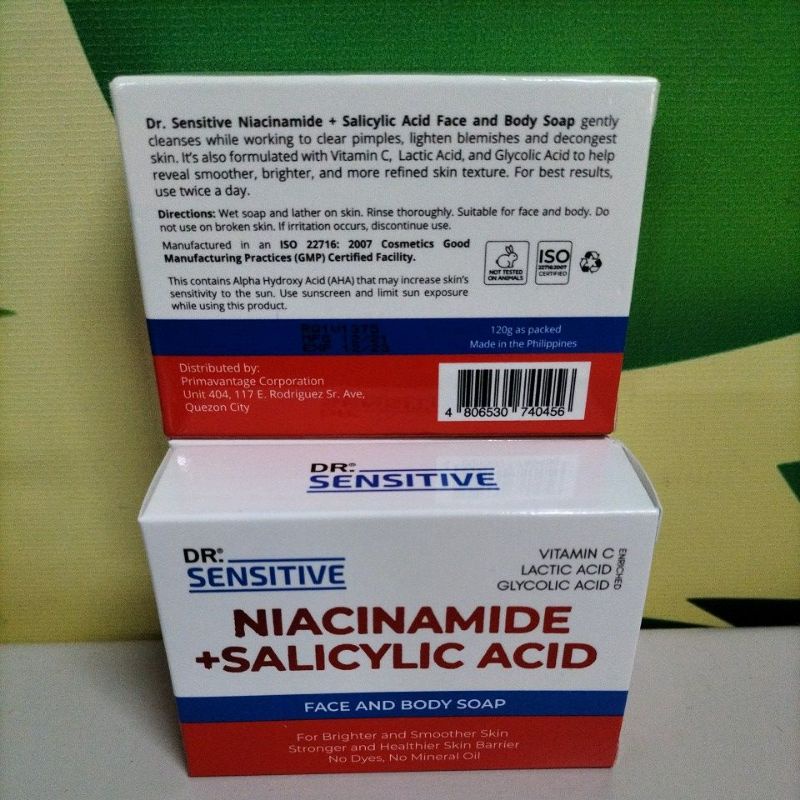 Dr. Sensitive Niacinamide + Salicylic Acid Face and Body Soap gently
cleanses while working to clear pimples, lighten blemishes and decongest
skin. It's also formulated with Vitamin C, Lactic Acid, and Glycolic Acid to help
reveal smoother, brighter, and more refined skin texture. For best results,
use twice a day.
Directions: Wet soap and lather on skin. Rinse thoroughly. Suitable for face and body. Do
not use on broken skin. If irritation occurs, discontinue use.
Manufactured in an ISO 22716: 2007 Cosmetics Good
Manufacturing Practices (GMP) Certified Facility.
NOT TESTED
ON ANIMALS
ISO
22716:2007
CERTIFIED
This contains Alpha Hydroxy Acid (AHA) that may increase skin's
sensitivity to the sun. Use sunscreen and limit sun exposure
while using this product.
120g as packed
Made in the Philippines
Distributed by:
Primavantage Corporation
Unit 404, 117 E. Rodriguez Sr. Ave,
Quezon City
4 806530 740456
DR.®
SENSITIVE
DR.®
SENSITIVE
VITAMIN C
LACTIC ACID
GLYCOLIC ACID
ENRICHED
NIACINAMIDE
+SALICYLIC ACID
FACE AND BODY SOAP
For Brighter and Smoother Skin
Stronger and Healthier Skin Barrier
No Dyes, No Mineral Oil